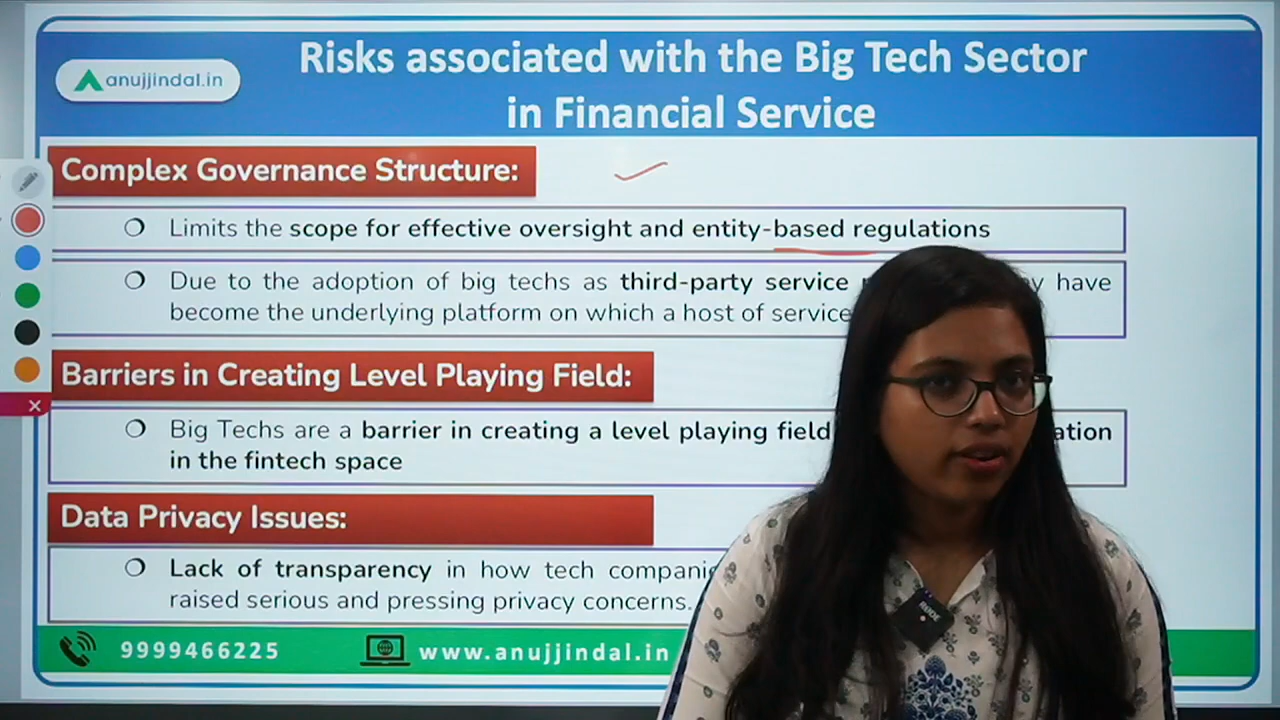 Risks associated with the Big Tech Sector
in Financial Service
anujjindal.in
Complex Governance Structure:
❍ Limits the scope for effective oversight and entity-based regulations
❍ Due to the adoption of big techs as third-party service have
become the underlying platform on which a host of service
Barriers in Creating Level Playing Field:
❍ Big Techs are a barrier in creating a level playing field
in the fintech space
Data Privacy Issues:
❍ Lack of transparency in how tech
raised serious and pressing privacy concerns.
9999466225 www.anujjindal.in
RODE